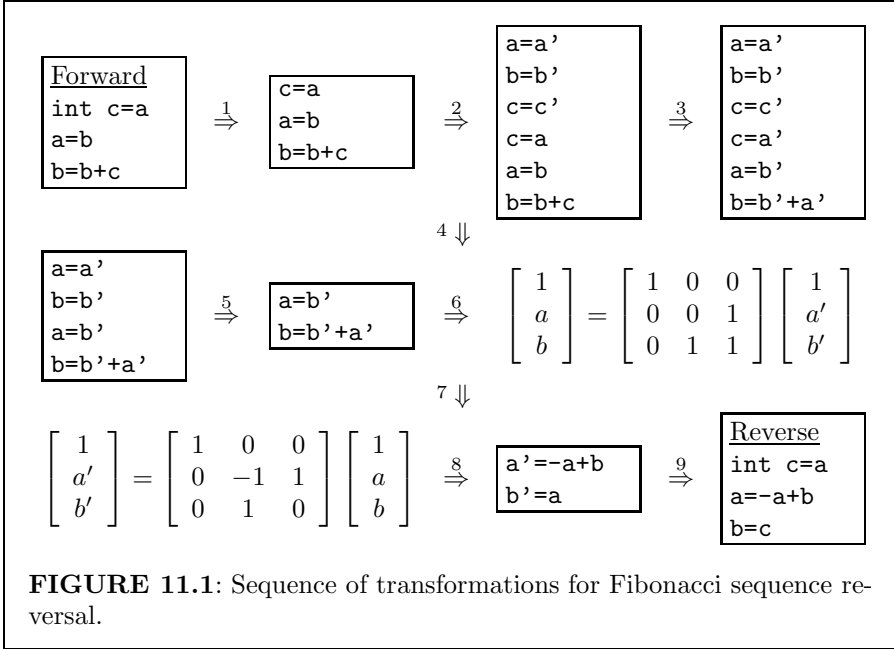 Forward
int c=a
a=b
b=b+c
1
⇒
c=a
a=b
b=b+c
2
⇒
a=a’
b=b’
c=c’
c=a
a=b
b=b+c
3
⇒
a=a’
b=b’
c=c’
c=a’
a=b’
b=b’+a’
4 ⇓
a=a’
b=b’
a=b’
b=b’+a’
5
⇒
a=b’
b=b’+a’
6
⇒
[ 1 ] [ 1 0 0 ] [ 1 ]
[ a ] = [ 0 0 1 ] [ a′ ]
[ b ] [ 0 1 1 ] [ b′ ]
7 ⇓
[ 1 ] [ 1 0 0 ] [ 1 ]
[ a′ ] = [ 0 −1 1 ] [ a ]
[ b′ ] [ 0 1 0 ] [ b ]
8
⇒
a’=-a+b
b’=a
9
⇒
Reverse
int c=a
a=-a+b
b=c
FIGURE 11.1: Sequence of transformations for Fibonacci sequence re-
versal.